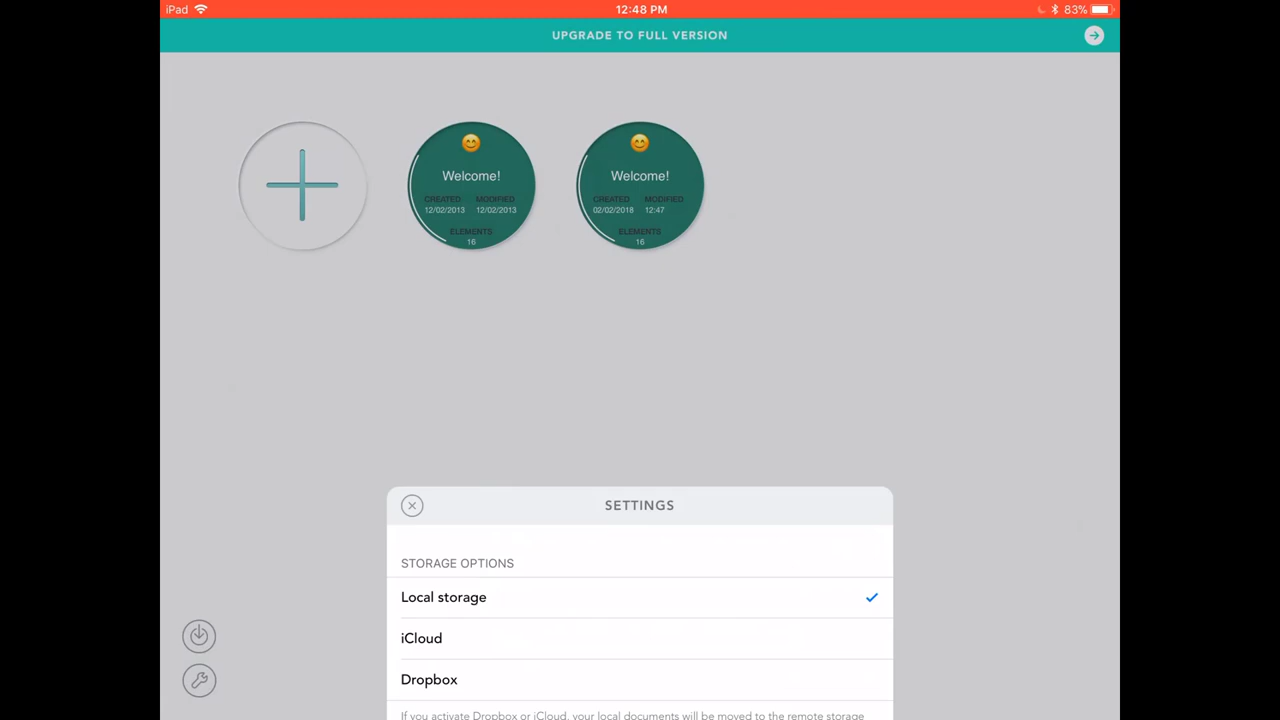 iPad 12:48 PM 83%
UPGRADE TO FULL VERSION
Welcome! Welcome!
CREATED MODIFIED CREATED MODIFIED
12/02/2013 12/02/2013 02/02/2018 12:47
ELEMENTS ELEMENTS
16 16
SETTINGS
STORAGE OPTIONS
Local storage
iCloud
Dropbox
If you activate Dropbox or iCloud, your local documents will be moved to the remote storage